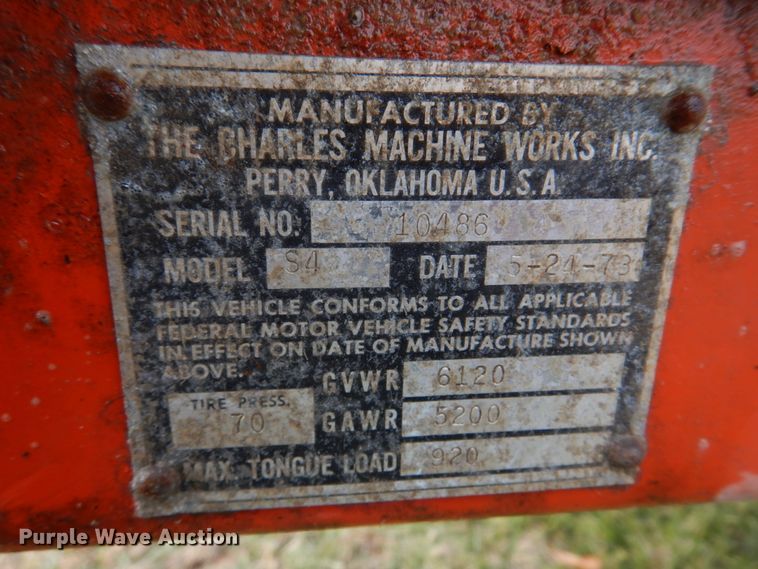 MANUFACTURED BY
THE CHARLES MACHINE WORKS INC.
PERRY, OKLAHOMA U.S.A.
SERIAL NO. 10486
MODEL S4 DATE 5-24-73
THIS VEHICLE CONFORMS TO ALL APPLICABLE
FEDERAL MOTOR VEHICLE SAFETY STANDARDS
IN EFFECT ON DATE OF MANUFACTURE SHOWN
ABOVE.
GVWR 6120
TIRE PRESS. 70
GAWR 5200
MAX. TONGUE LOAD 920
Purple Wave Auction